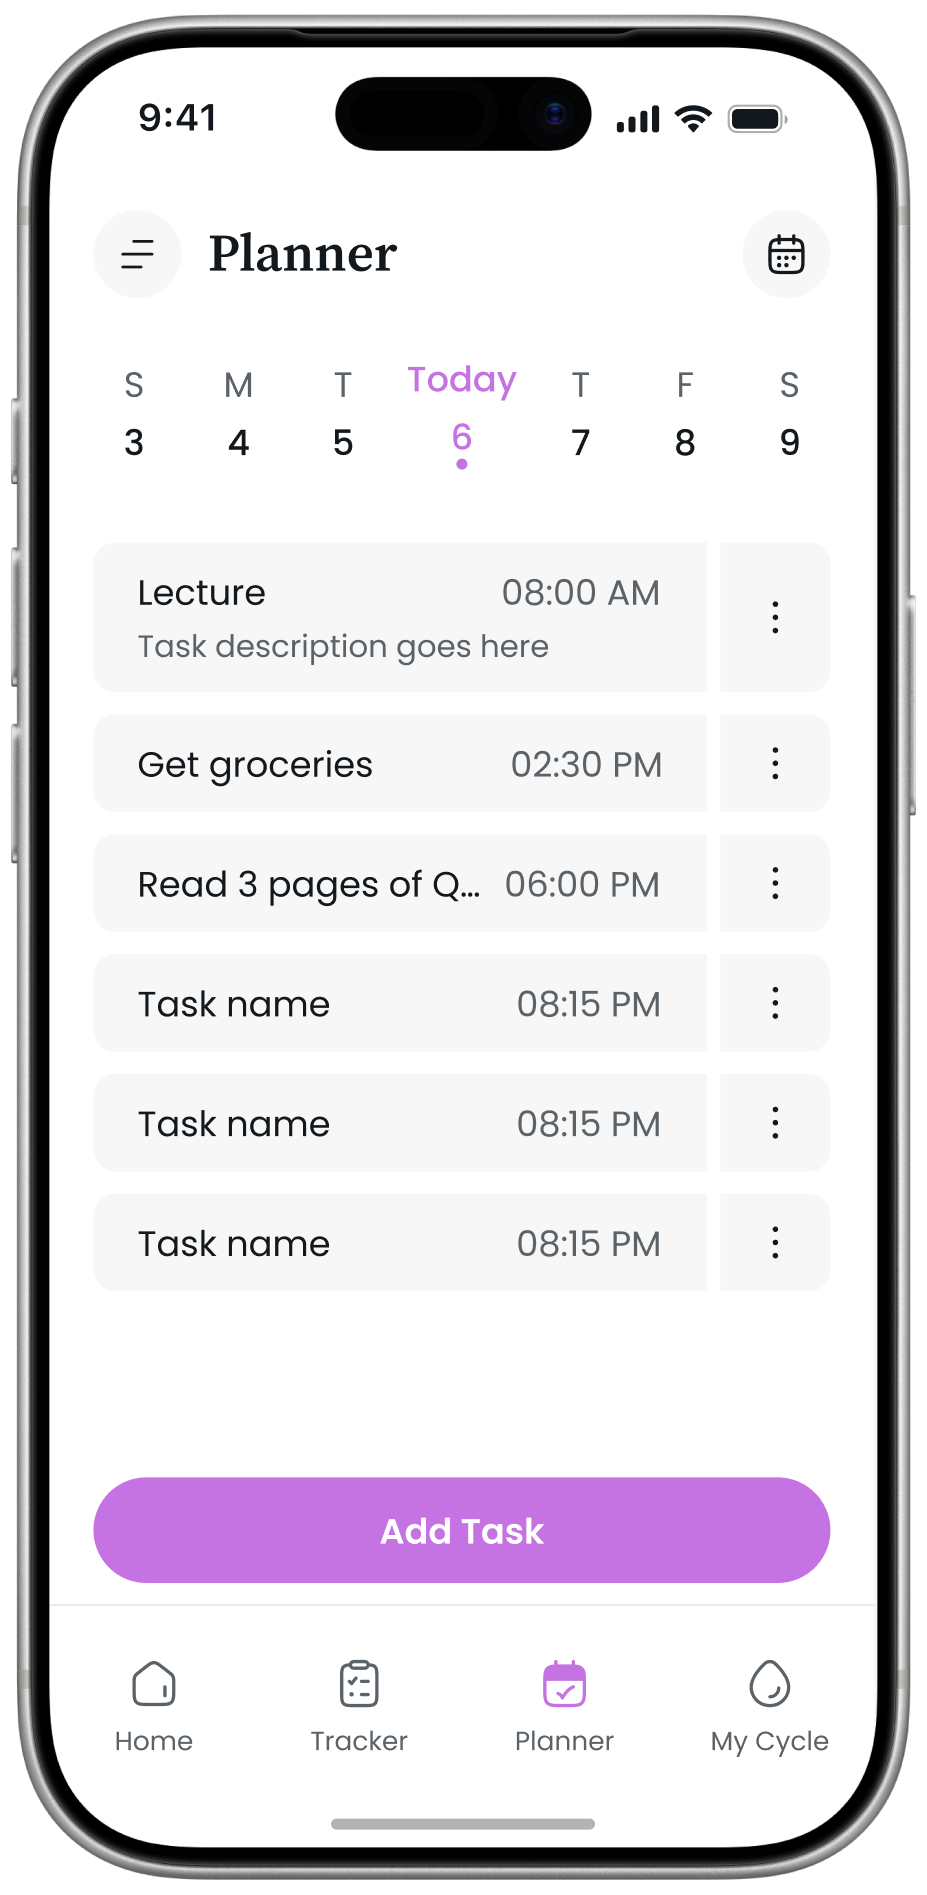 9:41
Planner
S M T Today T F S
3 4 5 6 7 8 9
Lecture 08:00 AM
Task description goes here
Get groceries 02:30 PM
Read 3 pages of Q... 06:00 PM
Task name 08:15 PM
Task name 08:15 PM
Task name 08:15 PM
Add Task
Home Tracker Planner My Cycle